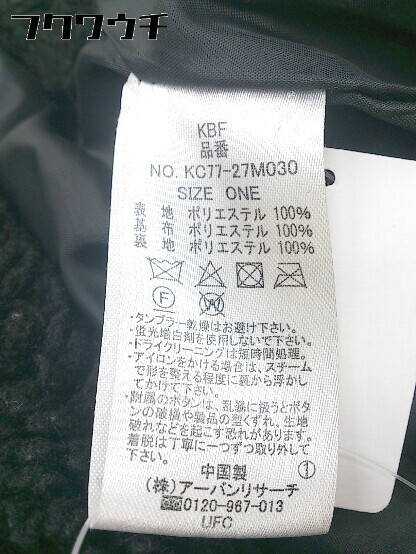 フクワウチ
KBF
品番
NO. KC77-27M030
SIZE ONE
表 地 ポリエステル 100%
基 布 ポリエステル 100%
裏 地 ポリエステル 100%
F
W
・タンブラー乾燥はお避け下さい。
・蛍光増白剤を使用しないで下さい。
・ドライクリーニングは短時間処理。
・アイロンをかける場合は、スチーム
で形を整える程度に裏から浮かし
てかけて下さい。
・附属のボタンは、乱暴に扱うとボタ
ンの破損や製品の型くずれ、生地
破れなどを起こす恐れがあります。
着脱は丁寧に一つずつ取り外して
下さい。
中国製 ①
(株)アーバンリサーチ
0120-967-013
UFC